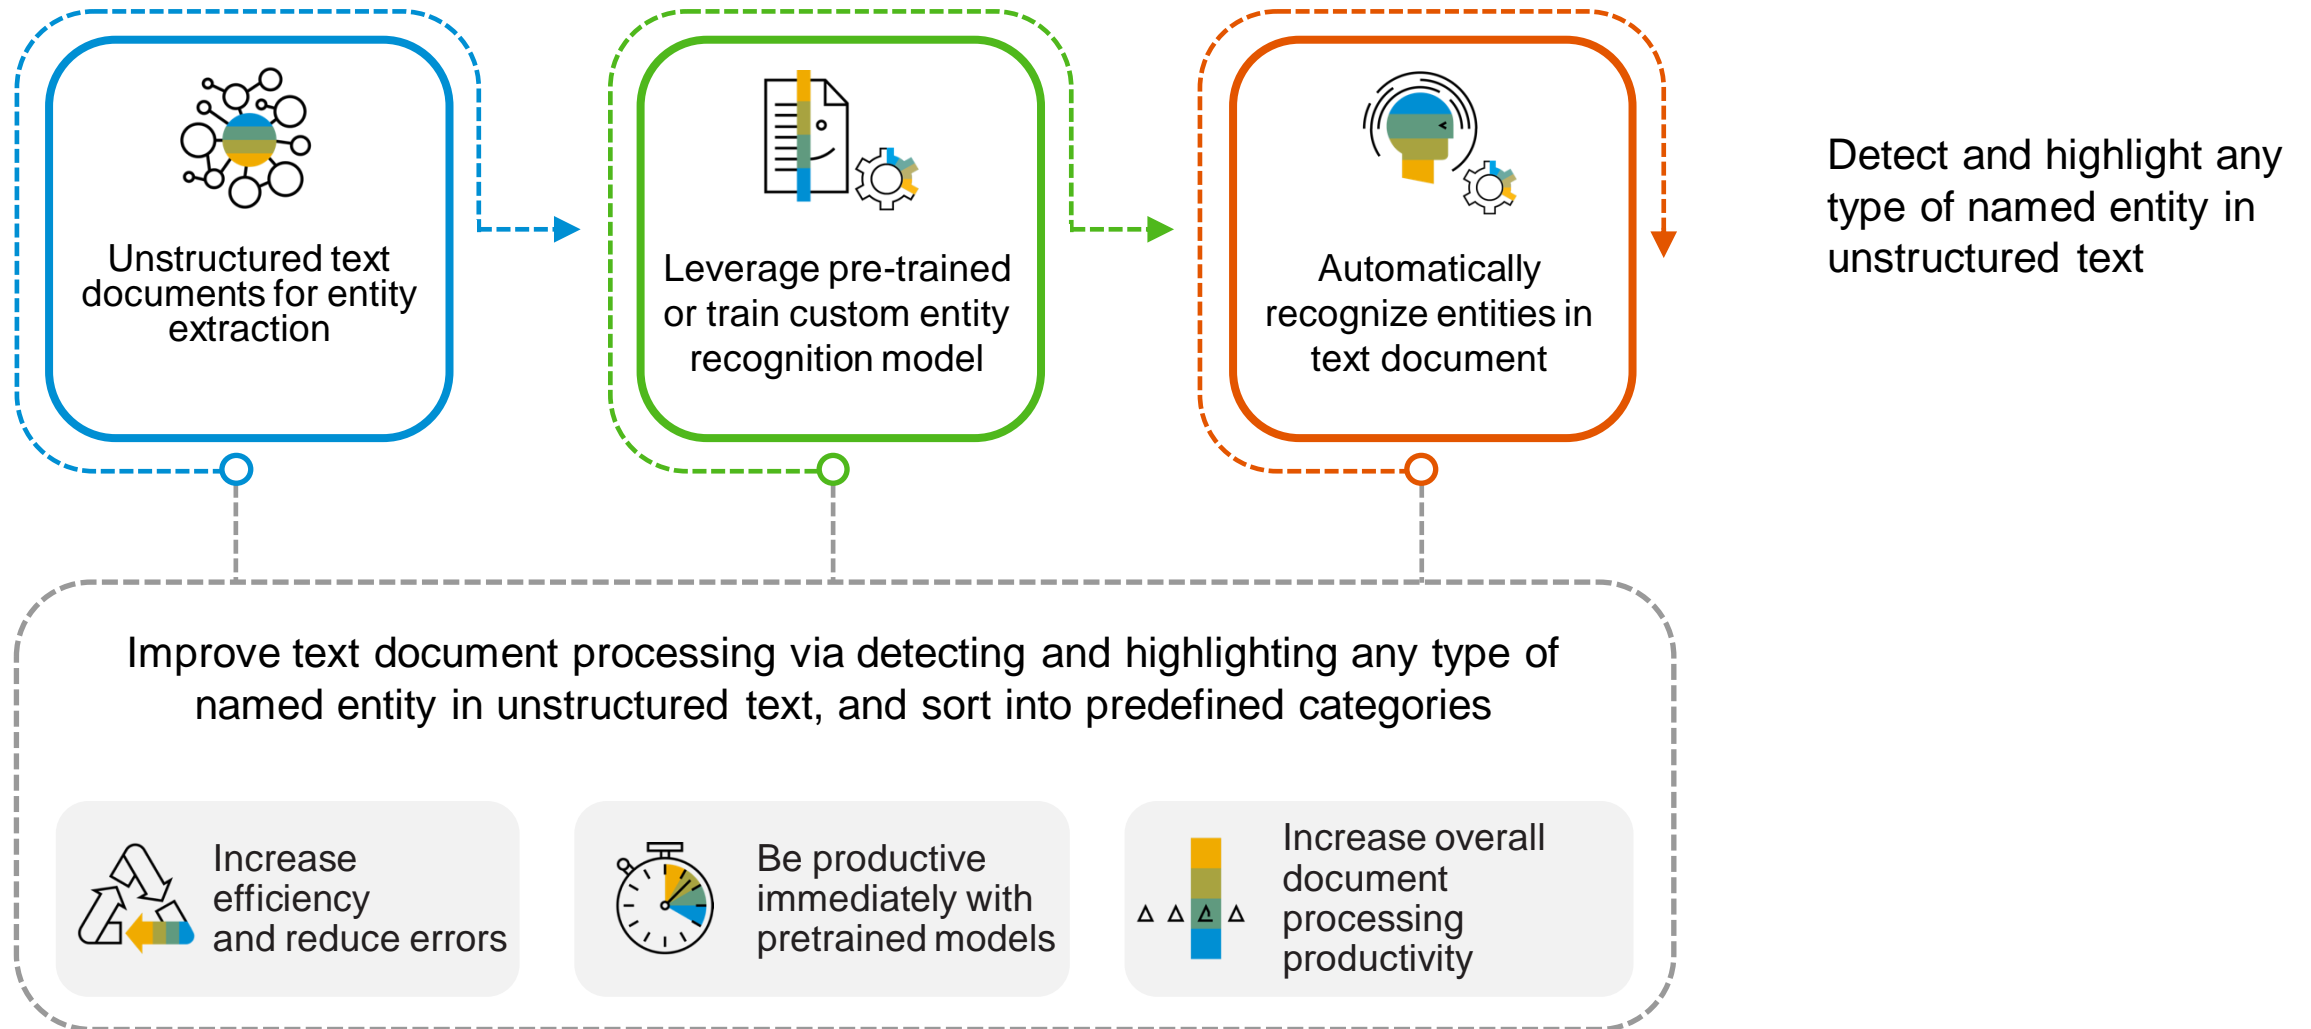 Unstructured text
documents for entity
extraction
Leverage pre-trained
or train custom entity
recognition model
Automatically
recognize entities in
text document
Detect and highlight any
type of named entity in
unstructured text
Improve text document processing via detecting and highlighting any type of
named entity in unstructured text, and sort into predefined categories
Increase
efficiency
and reduce errors
Be productive
immediately with
pretrained models
Increase overall
document
processing
productivity